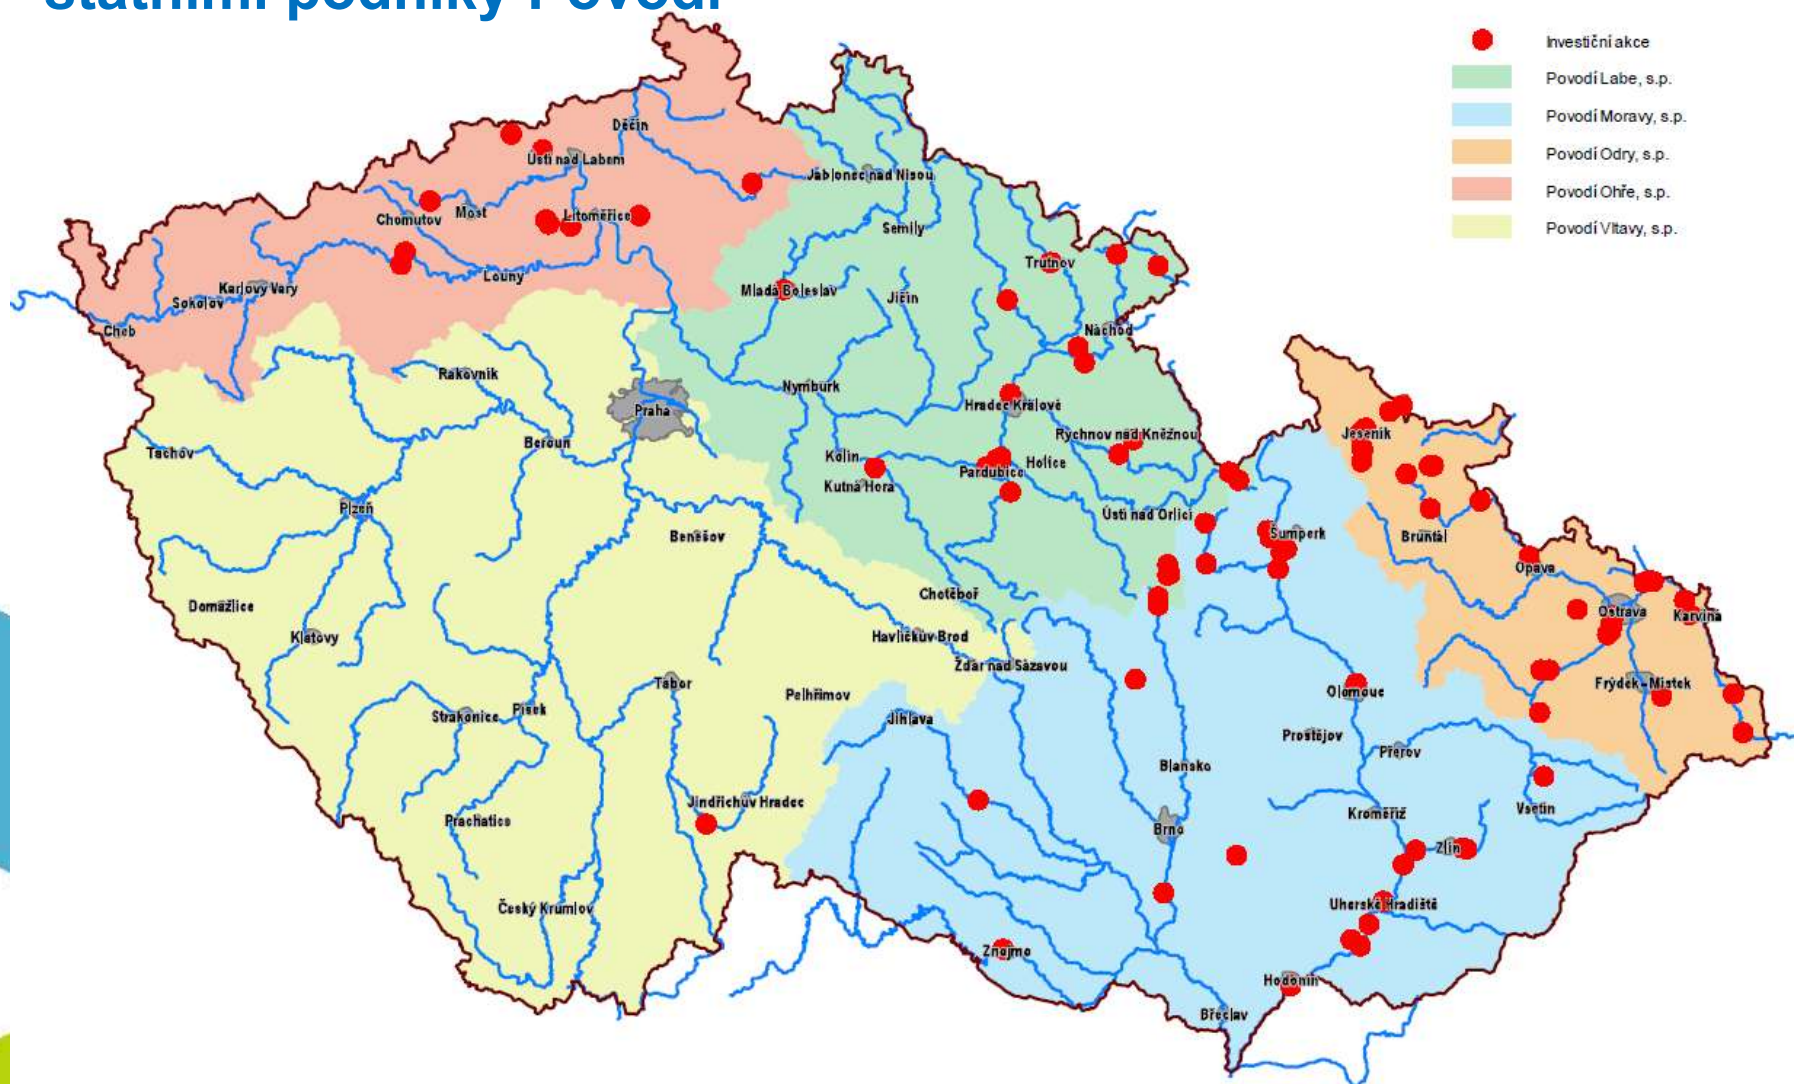 státními podniky Povodí
Investiční akce
Povodí Labe, s.p.
Povodí Moravy, s.p.
Povodí Odry, s.p.
Povodí Ohře, s.p.
Povodí Vltavy, s.p.
Děčín
Ústí nad Labem
Jablonec nad Nisou
Chomutov
Most
Litoměřice
Semily
Trutnov
Louny
Karlovy Vary
Sokolov
Cheb
Mladá Boleslav
Jičín
Náchod
Rakovník
Praha
Nymburk
Hradec Králové
Rychnov nad Kněžnou
Jeseník
Tachov
Beroun
Kolín
Pardubice
Holice
Kutná Hora
Plzeň
Ústí nad Orlicí
Benešov
Šumperk
Bruntál
Opava
Domažlice
Chotěboř
Ostrava
Karviná
Klatovy
Havlíčkův Brod
Žďár nad Sázavou
Tábor
Pelhřimov
Olomouc
Frýdek-Místek
Strakonice
Písek
Jihlava
Prostějov
Přerov
Blansko
Jindřichův Hradec
Prachatice
Brno
Kroměříž
Vsetín
Zlín
Český Krumlov
Uherské Hradiště
Znojmo
Hodonín
Břeclav